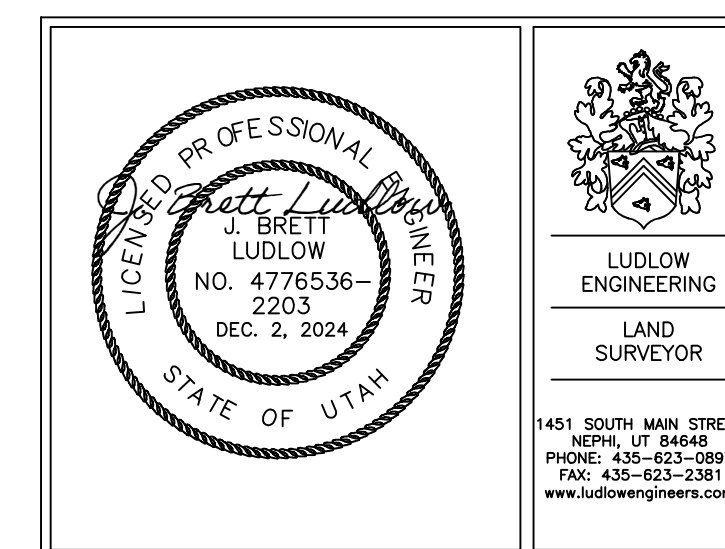 LICENSED PROFESSIONAL ENGINEER
J. Brett Ludlow
J. BRETT
LUDLOW
NO. 4776536-
2203
DEC. 2, 2024
STATE OF UTAH
LUDLOW
ENGINEERING
LAND
SURVEYOR
1451 SOUTH MAIN STRE
NEPHI, UT 84648
PHONE: 435-623-089
FAX: 435-623-2381
www.ludlowengineers.com